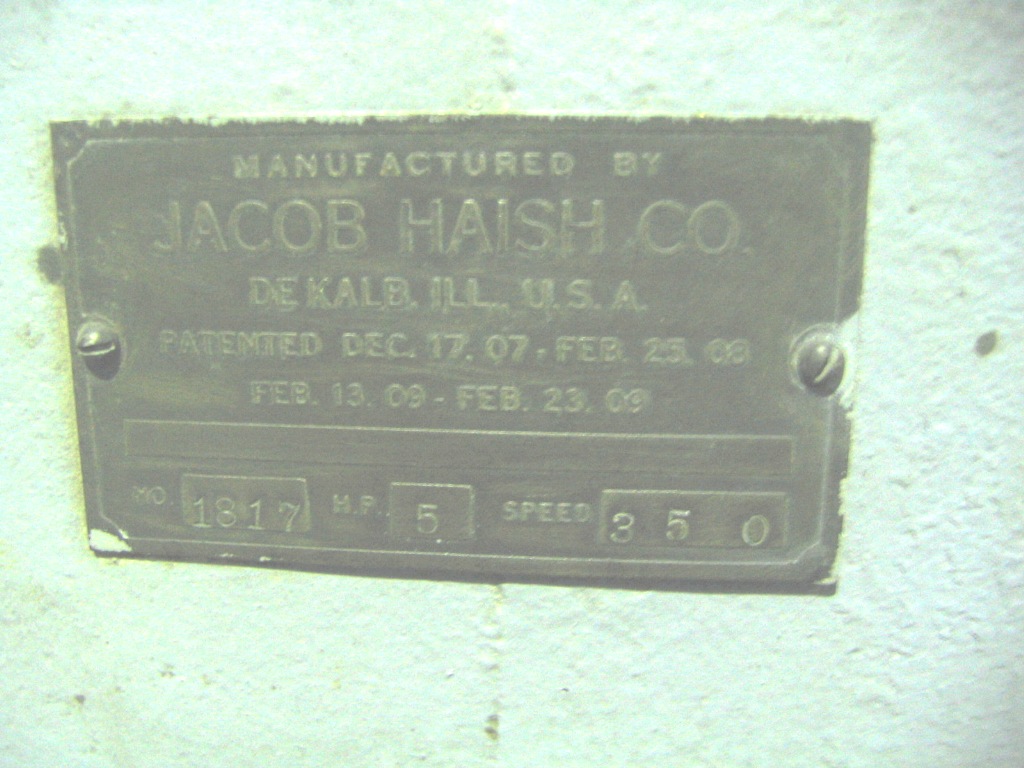 MANUFACTURED BY
JACOB HAISH CO.
DE KALB, ILL., U.S.A.
PATENTED DEC. 17. 07 - FEB. 25. 08
FEB. 13. 09 - FEB. 23. 09
NO. 1817 H.P. 5 SPEED 350